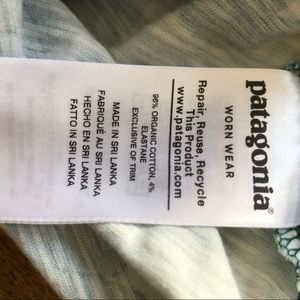 patagonia®
WORN WEAR
Repair, Reuse, Recycle
This Product
www.patagonia.com
96% ORGANIC COTTON, 4%
ELASTANE
EXCLUSIVE OF TRIM
MADE IN SRI LANKA
FABRIQUÉ AU SRI LANKA
HECHO EN SRI LANKA
FATTO IN SRI LANKA